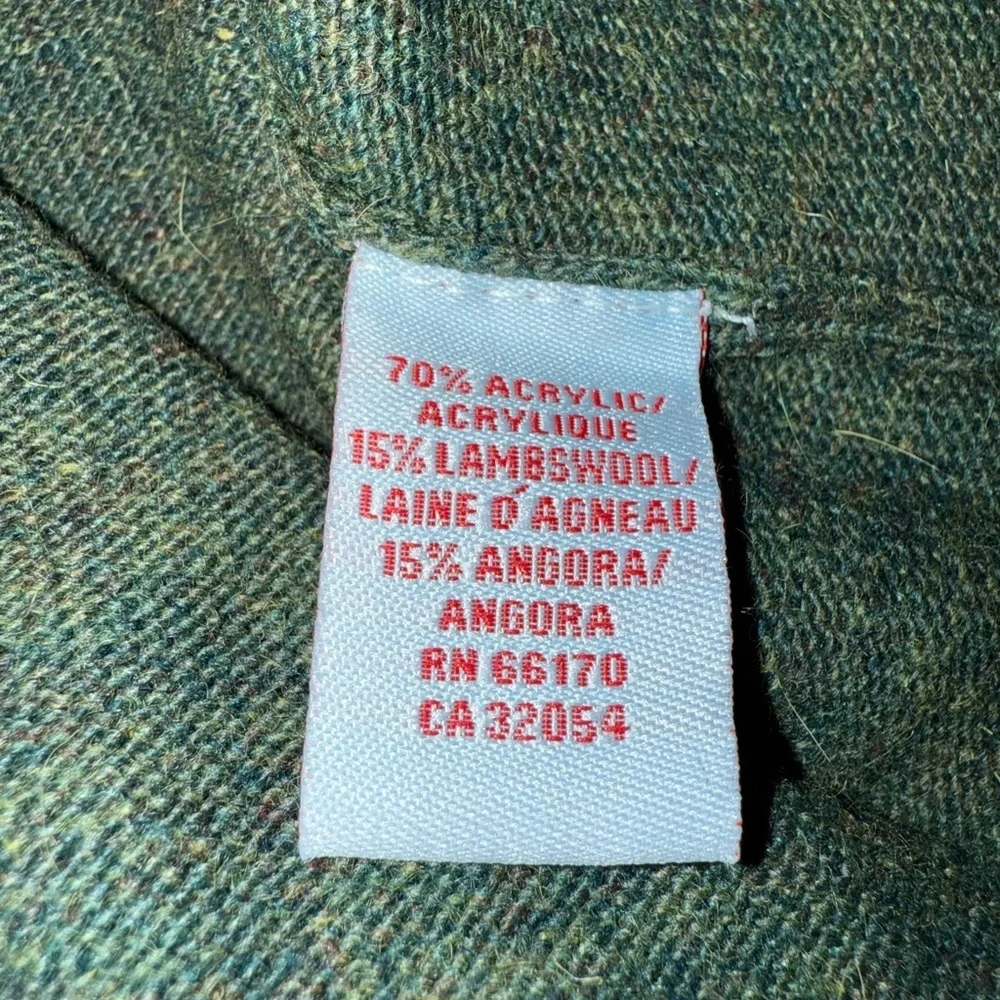 70% ACRYLIC/
ACRYLIQUE
15% LAMBSWOOL/
LAINE D'AGNEAU
15% ANGORA/
ANGORA
RN 66170
CA 32054